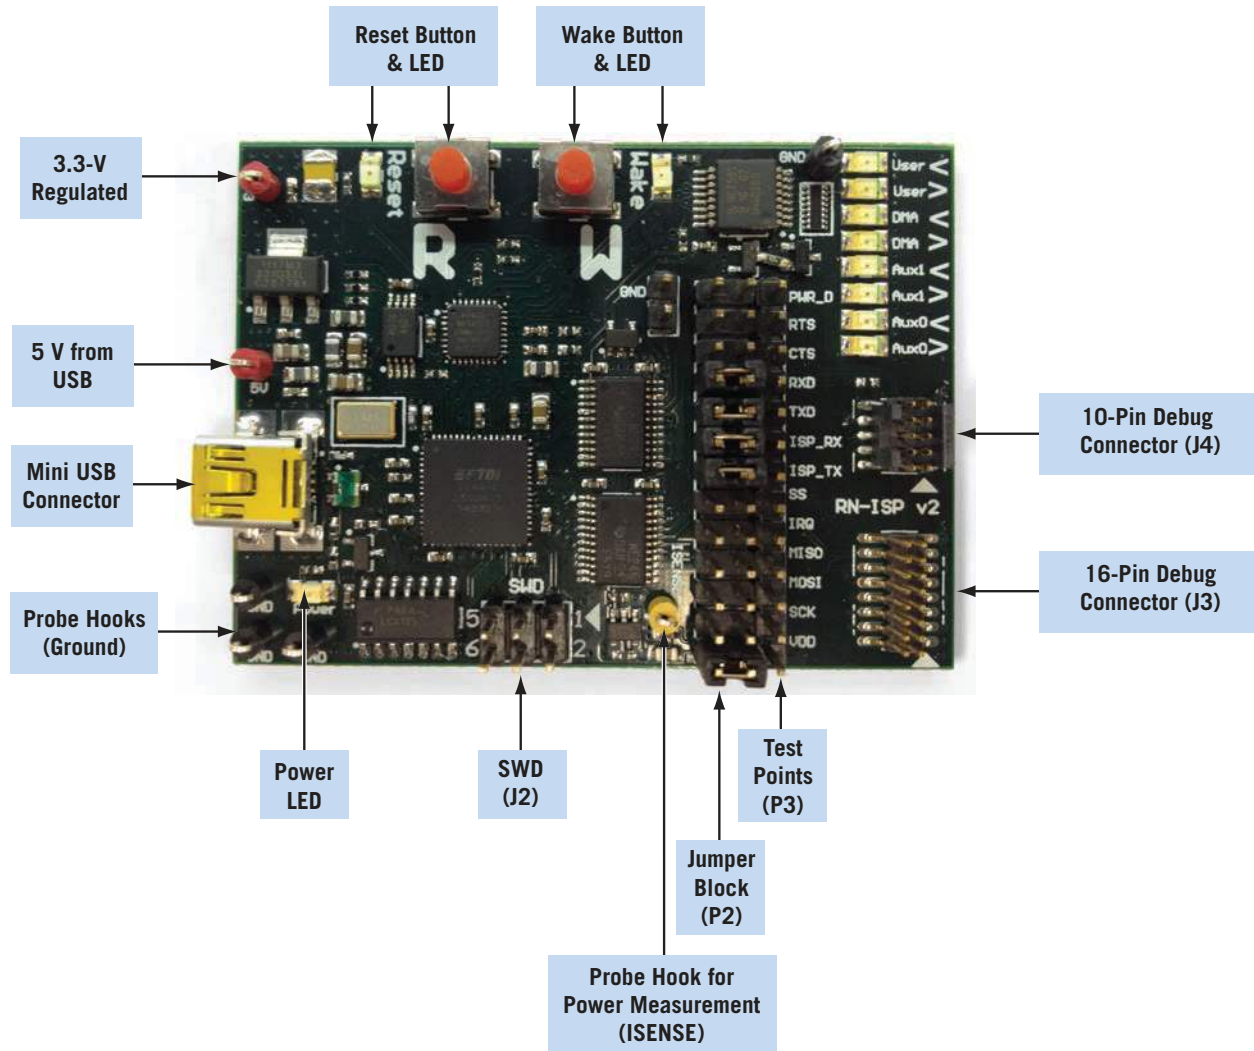 Reset Button
& LED
Wake Button
& LED
3.3-V
Regulated
5 V from
USB
Mini USB
Connector
Probe Hooks
(Ground)
Power
LED
SWD
(J2)
Probe Hook for
Power Measurement
(ISENSE)
Jumper
Block
(P2)
Test
Points
(P3)
10-Pin Debug
Connector (J4)
16-Pin Debug
Connector (J3)
Reset
R
Wake
W
GND
User
User
DMA
DMA
Aux1
Aux1
Aux0
Aux0
GND
PWR_D
RTS
CTS
RXD
TXD
ISP_RX
ISP_TX
SS
IRQ
MISO
MOSI
SCK
VDD
RN-ISP v2
5V
FTDI
Power
SWD
5
1
6
2